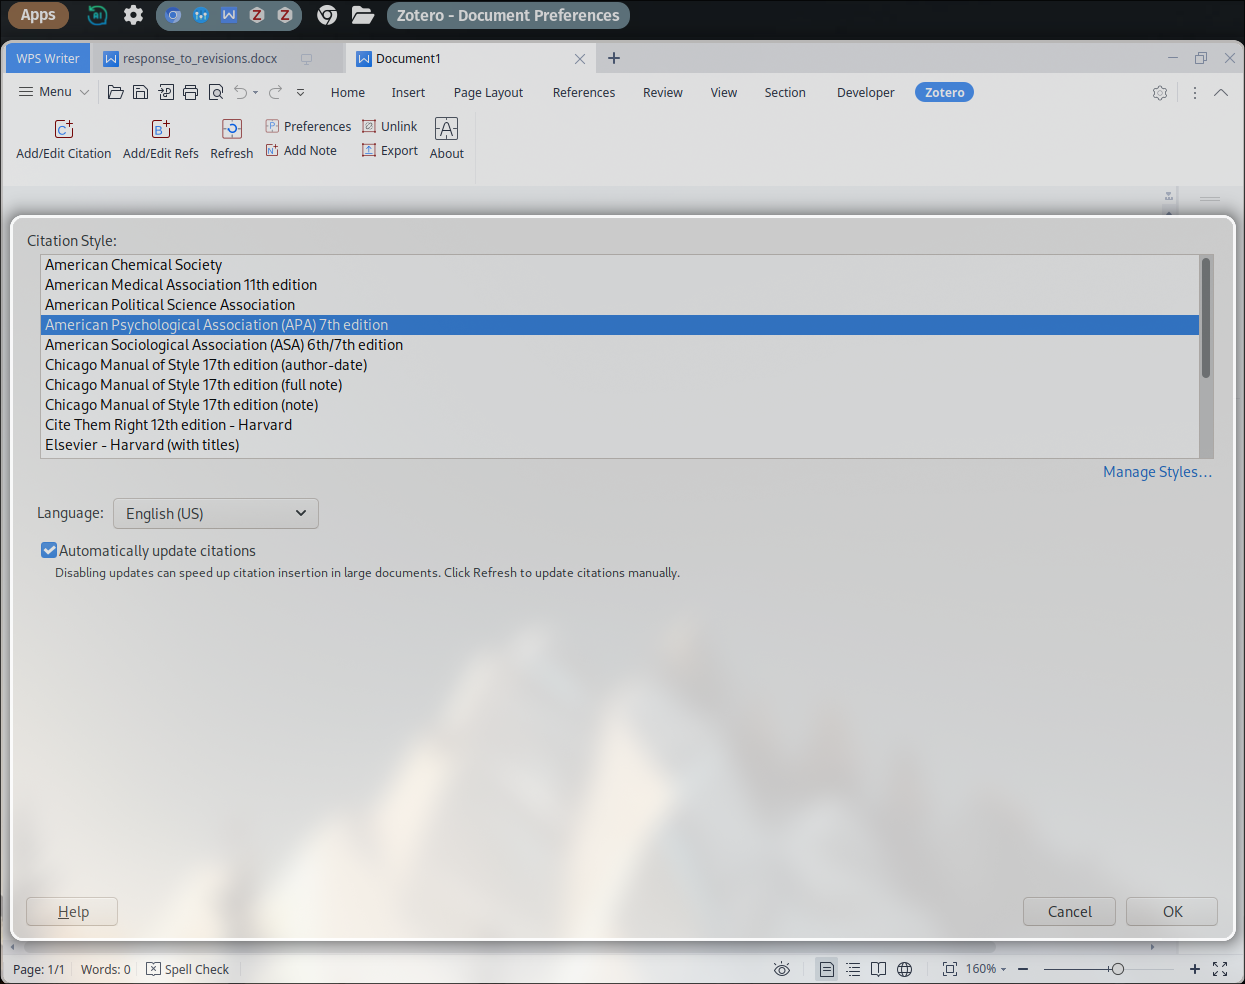 Apps
Zotero - Document Preferences
WPS Writer
response_to_revisions.docx
Document1
Menu
Home
Insert
Page Layout
References
Review
View
Section
Developer
Zotero
Add/Edit Citation
Add/Edit Refs
Refresh
Preferences
Add Note
Unlink
Export
About
Citation Style:
American Chemical Society
American Medical Association 11th edition
American Political Science Association
American Psychological Association (APA) 7th edition
American Sociological Association (ASA) 6th/7th edition
Chicago Manual of Style 17th edition (author-date)
Chicago Manual of Style 17th edition (full note)
Chicago Manual of Style 17th edition (note)
Cite Them Right 12th edition - Harvard
Elsevier - Harvard (with titles)
Manage Styles...
Language:
English (US)
Automatically update citations
Disabling updates can speed up citation insertion in large documents. Click Refresh to update citations manually.
Help
Cancel
OK
Page: 1/1
Words: 0
Spell Check
160%